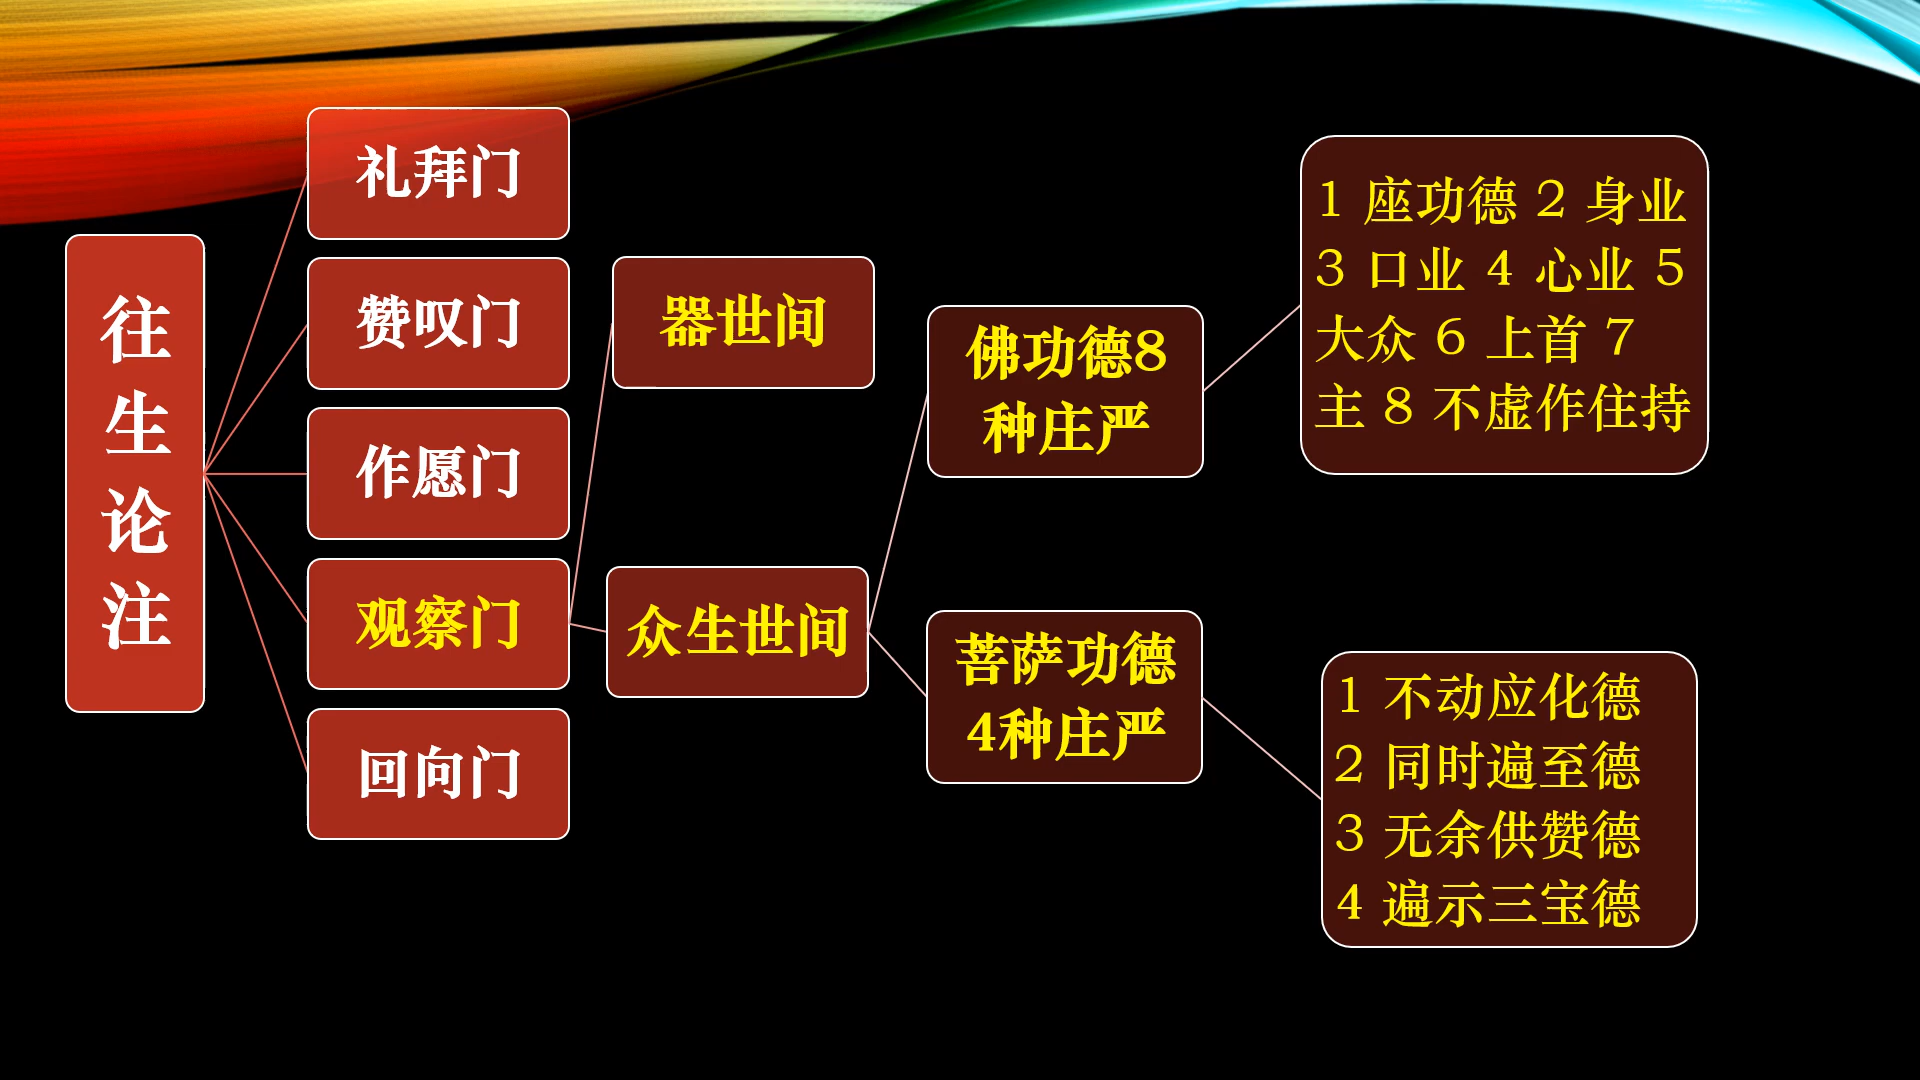 往
生
论
注
礼拜门
赞叹门
作愿门
观察门
回向门
器世间
众生世间
佛功德8
种庄严
菩萨功德
4种庄严
1 座功德 2 身业
3 口业 4 心业 5
大众 6 上首 7
主 8 不虚作住持
1 不动应化德
2 同时遍至德
3 无余供赞德
4 遍示三宝德